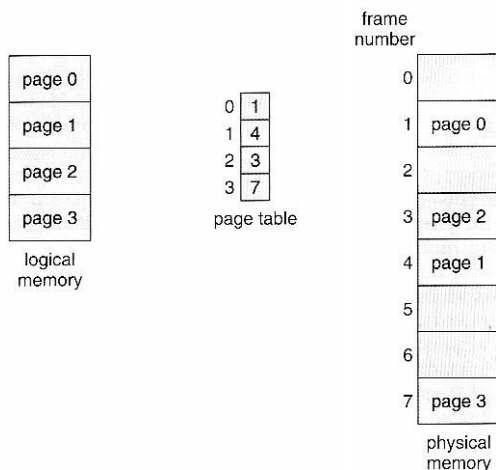 page 0
page 1
page 2
page 3
logical
memory
0 1
1 4
2 3
3 7
page table
frame
number
0
1 page 0
2
3 page 2
4 page 1
5
6
7 page 3
physical
memory